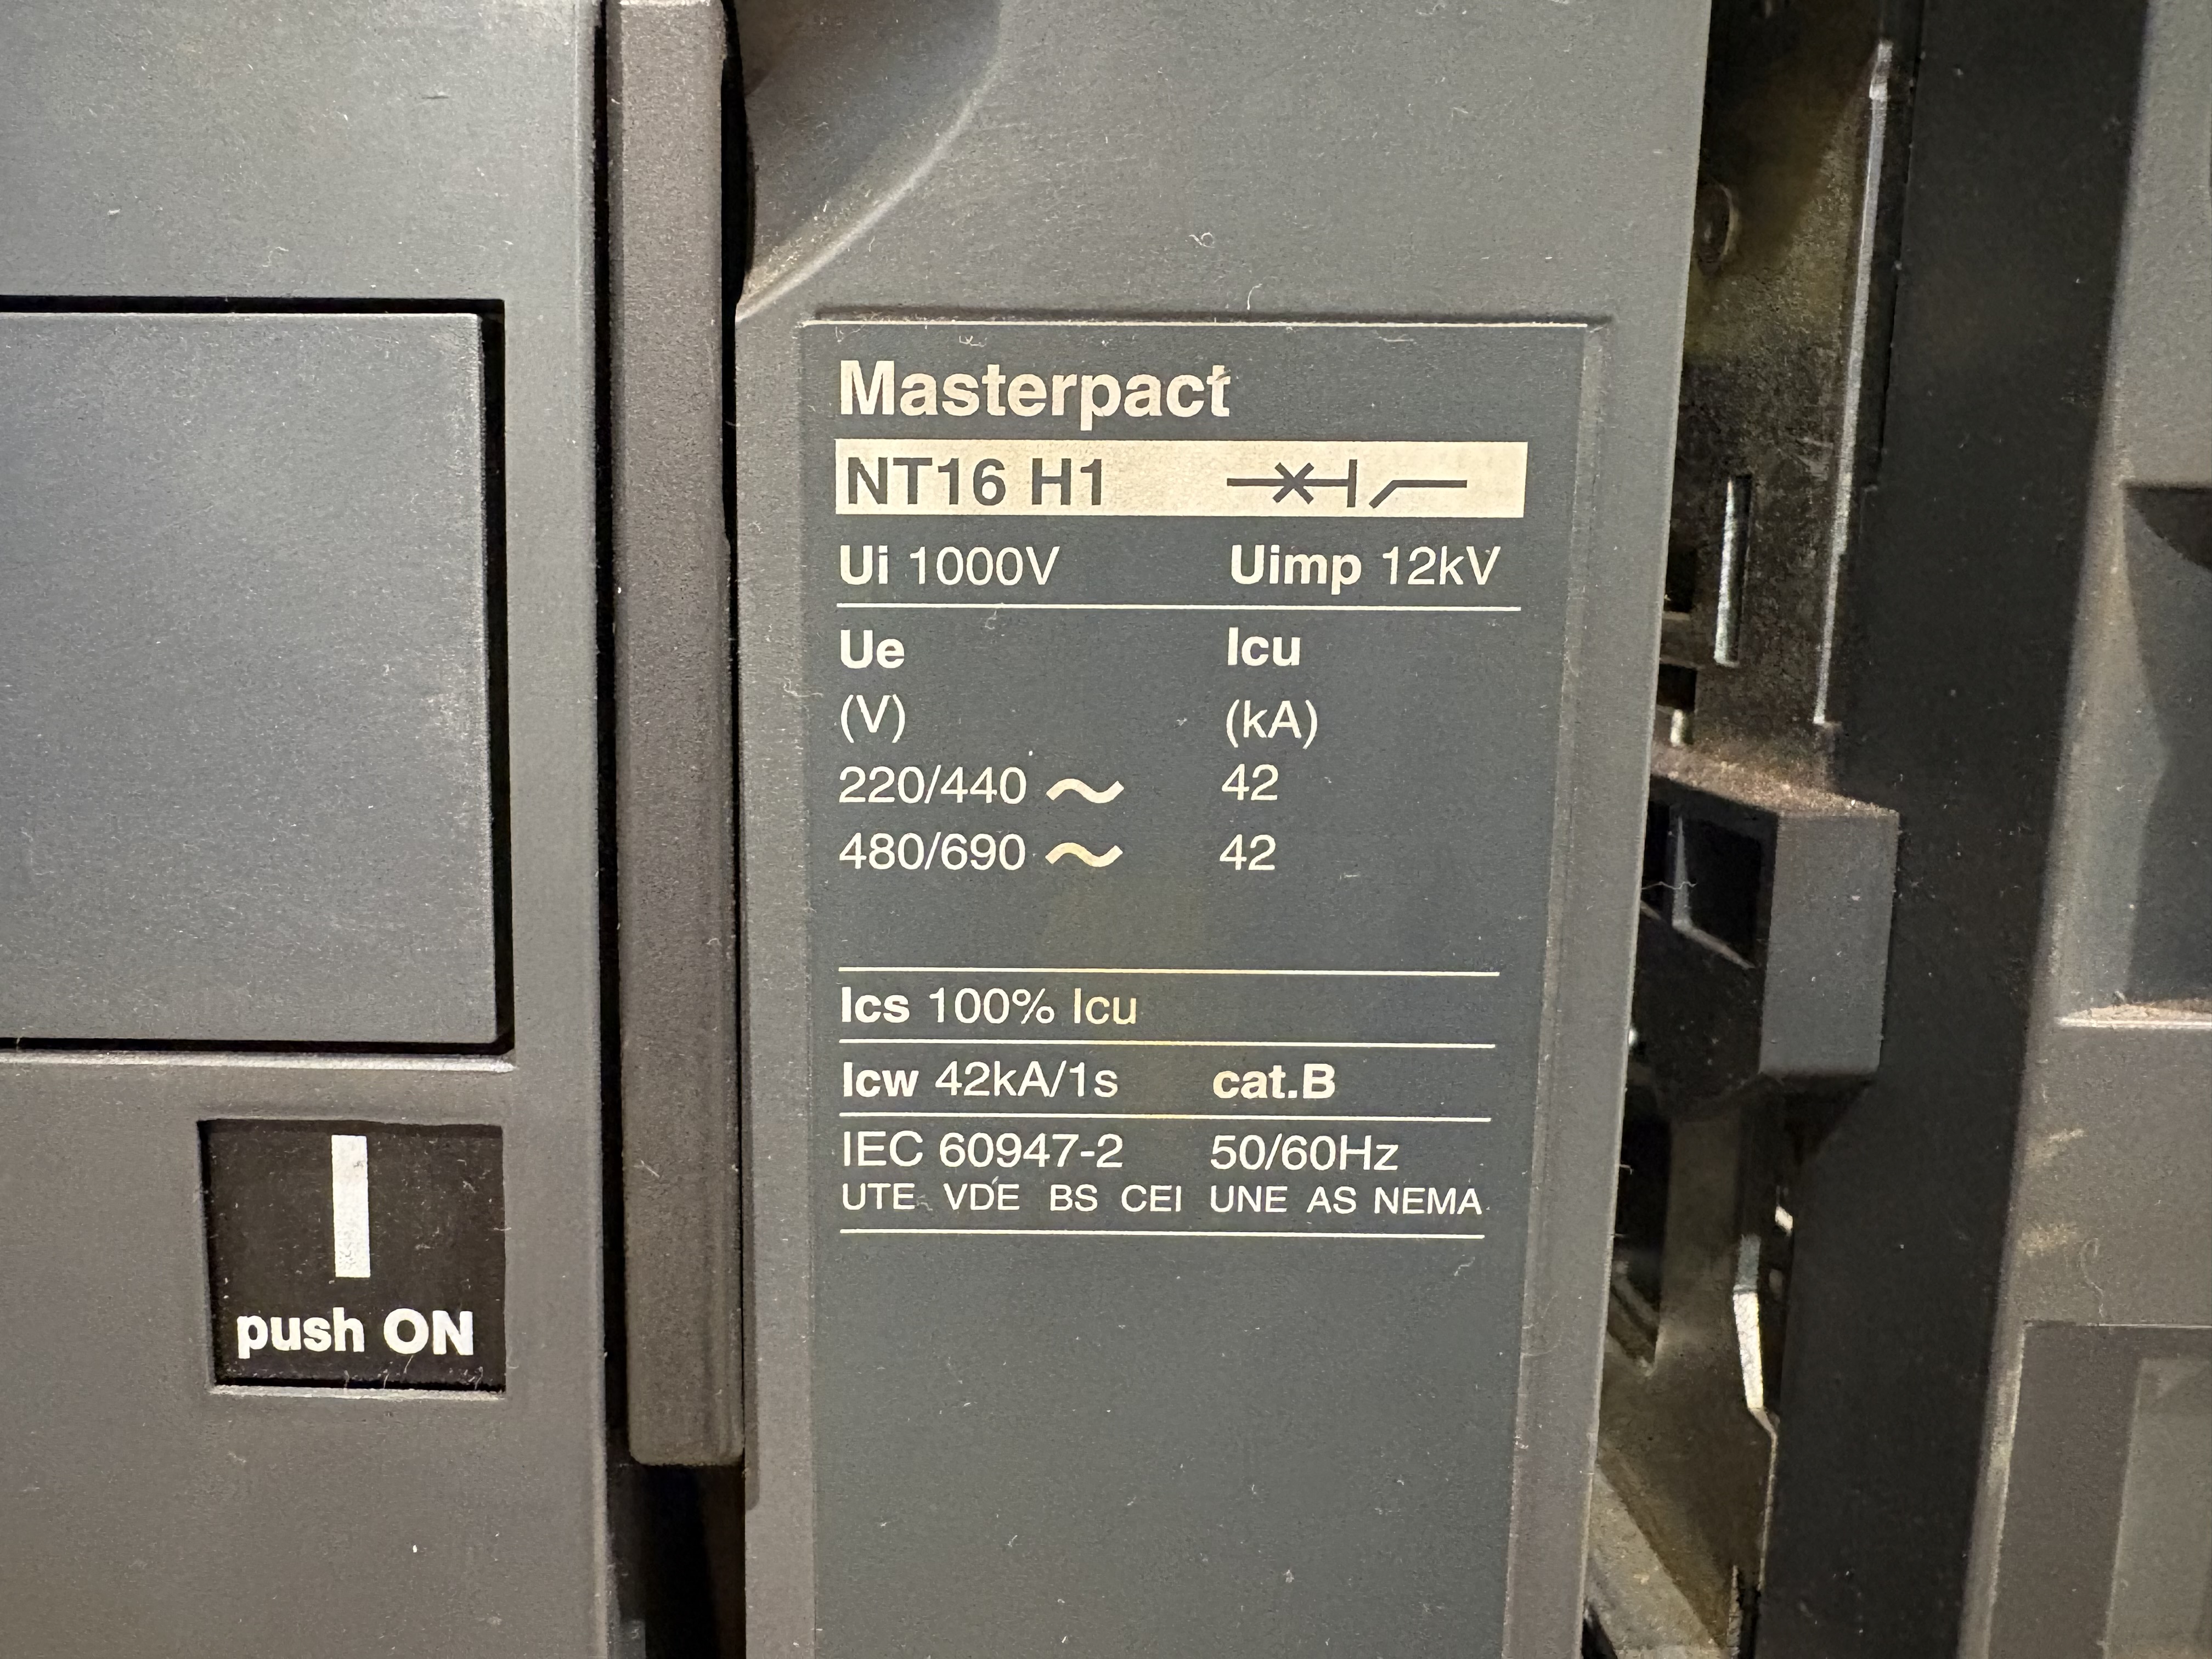 Masterpact
NT16 H1
Ui 1000V Uimp 12kV
Ue Icu
(V) (kA)
220/440 ~ 42
480/690 ~ 42
Ics 100% Icu
Icw 42kA/1s cat.B
IEC 60947-2 50/60Hz
UTE VDE BS CEI UNE AS NEMA
I
push ON